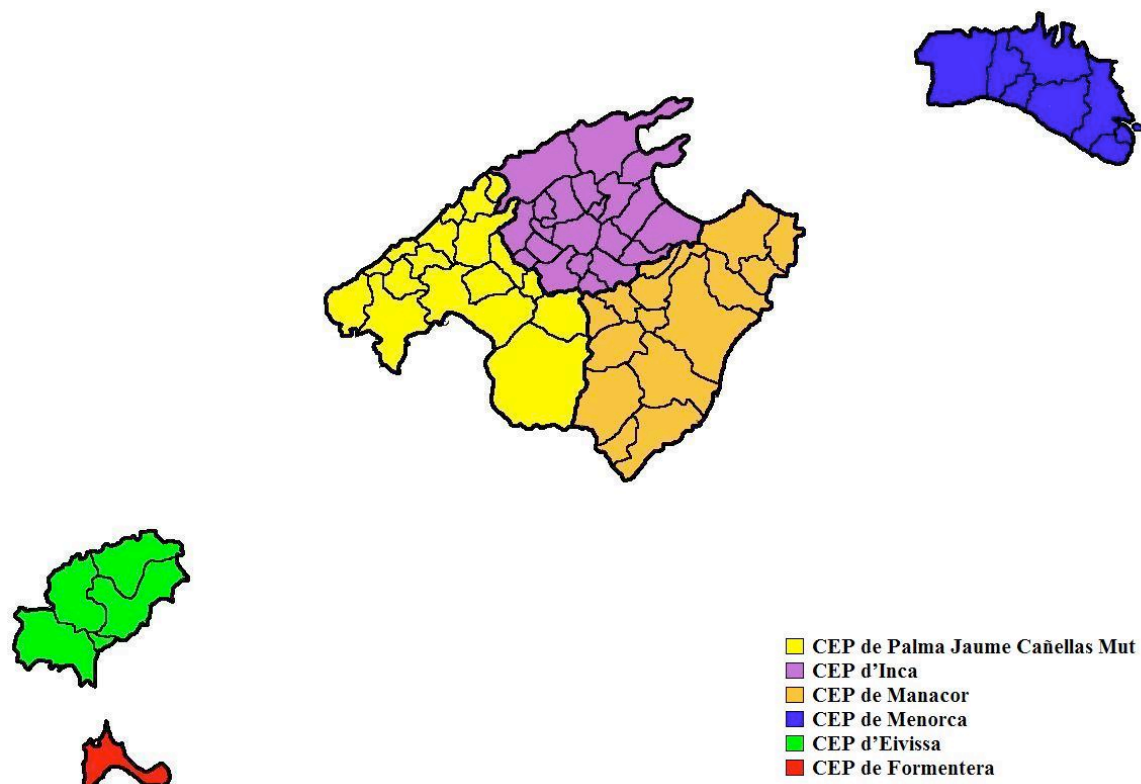 CEP de Palma Jaume Cañellas Mut
CEP d'Inca
CEP de Manacor
CEP de Menorca
CEP d'Eivissa
CEP de Formentera